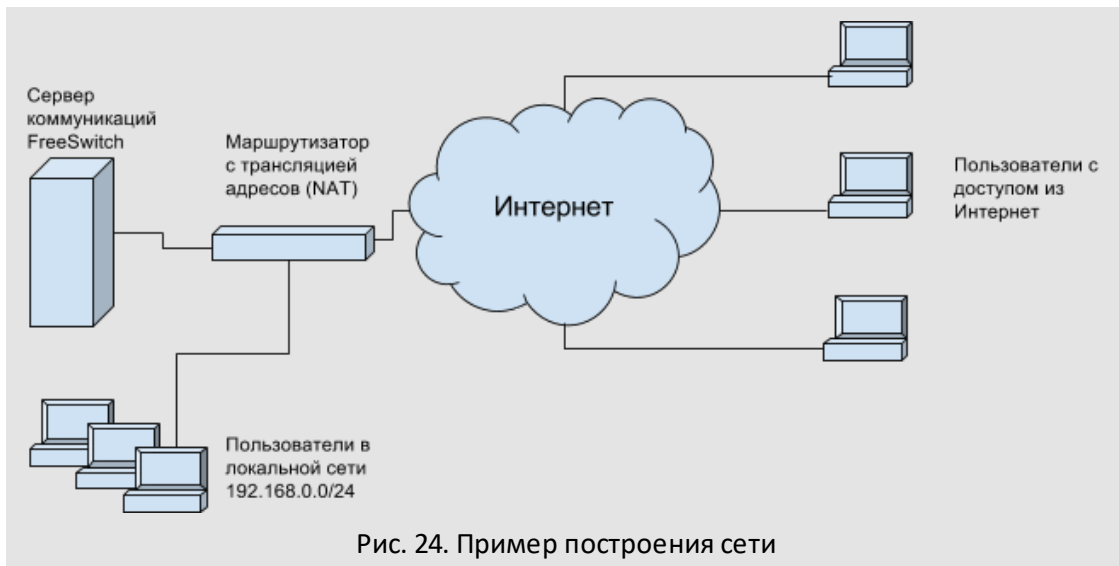 Сервер
коммуникаций
FreeSwitch
Маршрутизатор
с трансляцией
адресов (NAT)
Интернет
Пользователи с
доступом из
Интернет
Пользователи в
локальной сети
192.168.0.0/24
Рис. 24. Пример построения сети